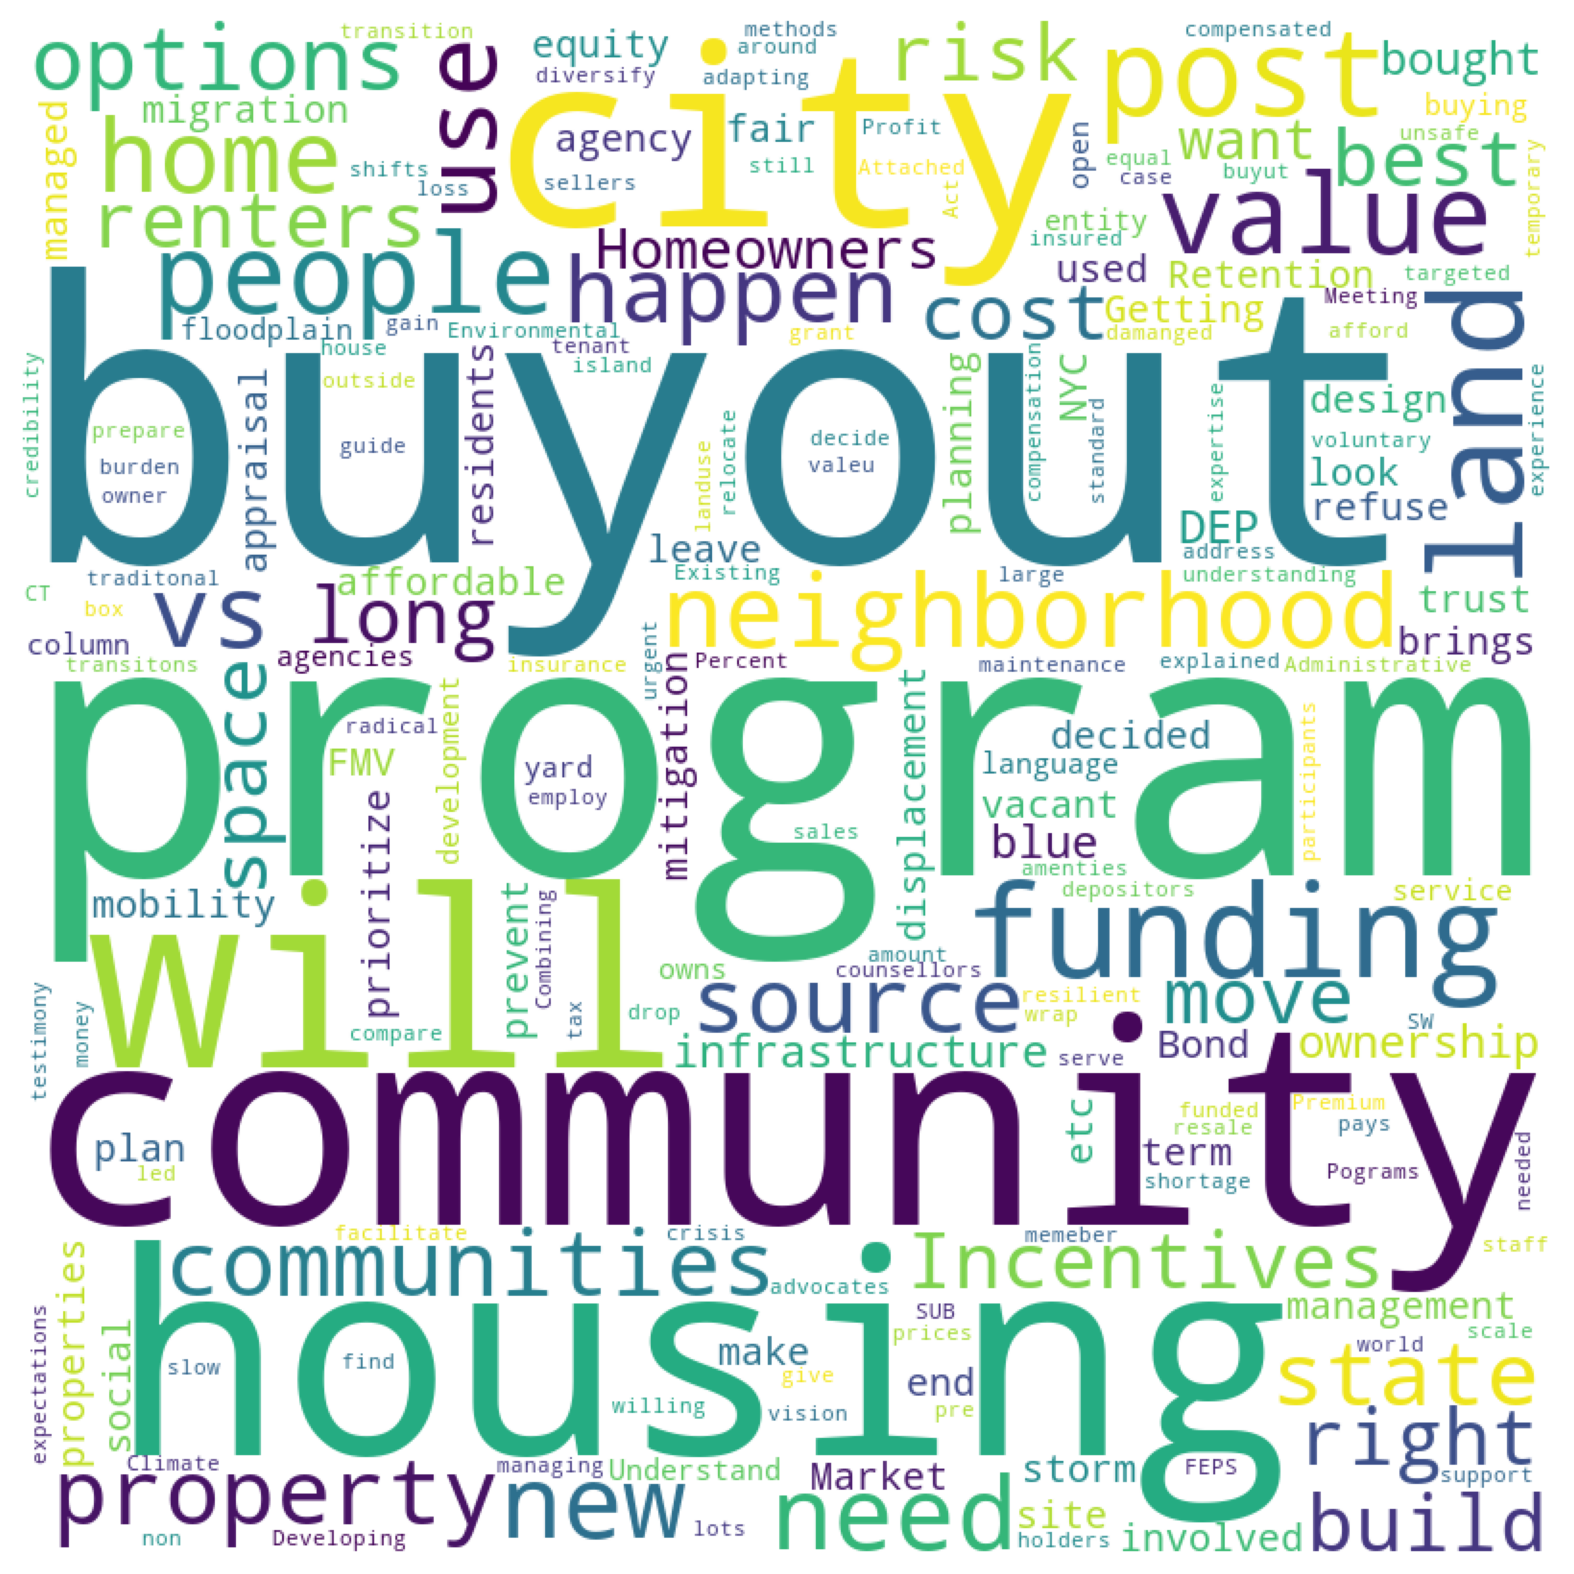 transition
methods
compensated
options
use
equity
around
risk
post
bought
diversify
adapting
city
managed
migration
agency
fair
Profit
open
want
unsafe
buying
home
shifts
still
Attached
equal
best
temporary
loss
sellers
Act
case
buyut
value
renters
Homeowners
entity
insured
people
happen
used
Retention
targeted
land
floodplain
gain
Environmental
cost
Getting
Meeting
house
tenant
grant
damanged
afford
credibility
buyout
outside
residents
island
planning
compensation
NYC
design
experience
appraisal
prepare
guide
decide
landuse
relocate
standard
expertise
voluntary
burden
valeu
look
owner
refuse
DEP
leave
address
traditonal
affordable
Existing
large
understanding
CT
box
vs
long
neighborhood
trust
column
agencies
urgent
brings
transitons
insurance
mitigation
Percent
maintenance
explained
Administrative
program
space
radical
development
displacement
decided
participants
FMV
yard
language
prioritize
employ
vacant
sales
blue
mobility
will
prevent
Combining
amenties
depositors
service
funding
amount
owns
counsellors
testimony
money
compare
tax
drop
source
resilient
move
wrap
SW
infrastructure
serve
Bond
ownership
community
etc
funded
Premium
resale
pays
plan
term
needed
led
shortage
Pograms
facilitate
crisis
memeber
staff
properties
communities
advocates
Incentives
expectations
social
housing
SUB
management
prices
scale
slow
find
make
world
give
end
state
willing
vision
pre
right
Climate
managing
Understand
Market
storm
FEPS
support
property
new
need
site
build
non
Developing
lots
holders
involved